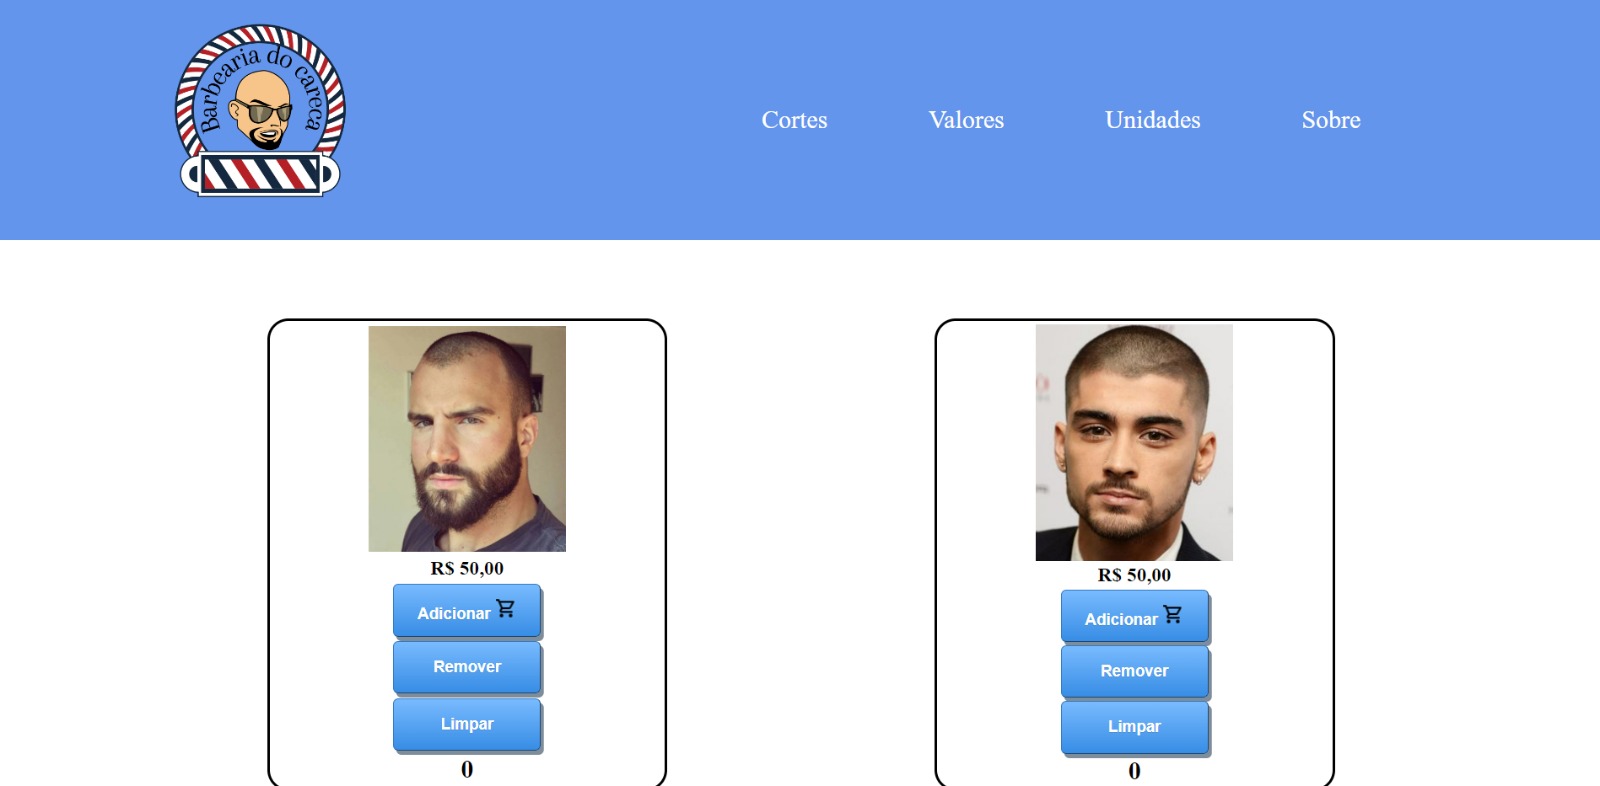 Barbearia do careca
Cortes
Valores
Unidades
Sobre
R$ 50,00
Adicionar
Remover
Limpar
0
R$ 50,00
Adicionar
Remover
Limpar
0